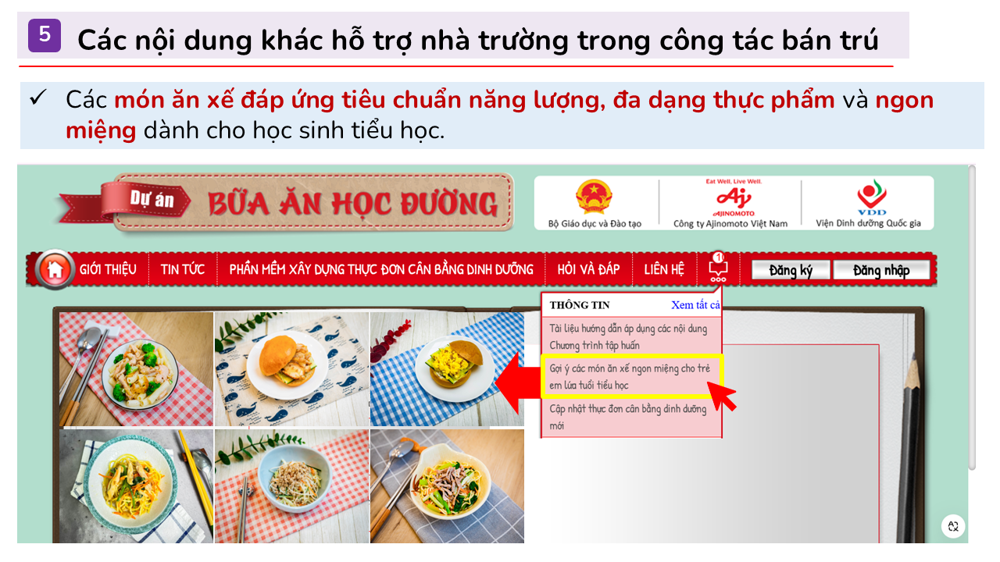 5
Các nội dung khác hỗ trợ nhà trường trong công tác bán trú
✓ Các món ăn xế đáp ứng tiêu chuẩn năng lượng, đa dạng thực phẩm và ngon
miệng dành cho học sinh tiểu học.
Dự án
BỮA ĂN HỌC ĐƯỜNG
Bộ Giáo dục và Đào tạo
Eat Well, Live Well.
Aj
AJINOMOTO
Công ty Ajinomoto Việt Nam
VDD
Viện Dinh dưỡng Quốc gia
GIỚI THIỆU
TIN TỨC
PHẦN MỀM XÂY DỰNG THỰC ĐƠN CÂN BẰNG DINH DƯỠNG
HỎI VÀ ĐÁP
LIÊN HỆ
Đăng ký
Đăng nhập
THÔNG TIN
Xem tất cả
Tài liệu hướng dẫn áp dụng các nội dung
Chương trình tập huấn
Gợi ý các món ăn xế ngon miệng cho trẻ
em lứa tuổi tiểu học
Cập nhật thực đơn cân bằng dinh dưỡng
mới